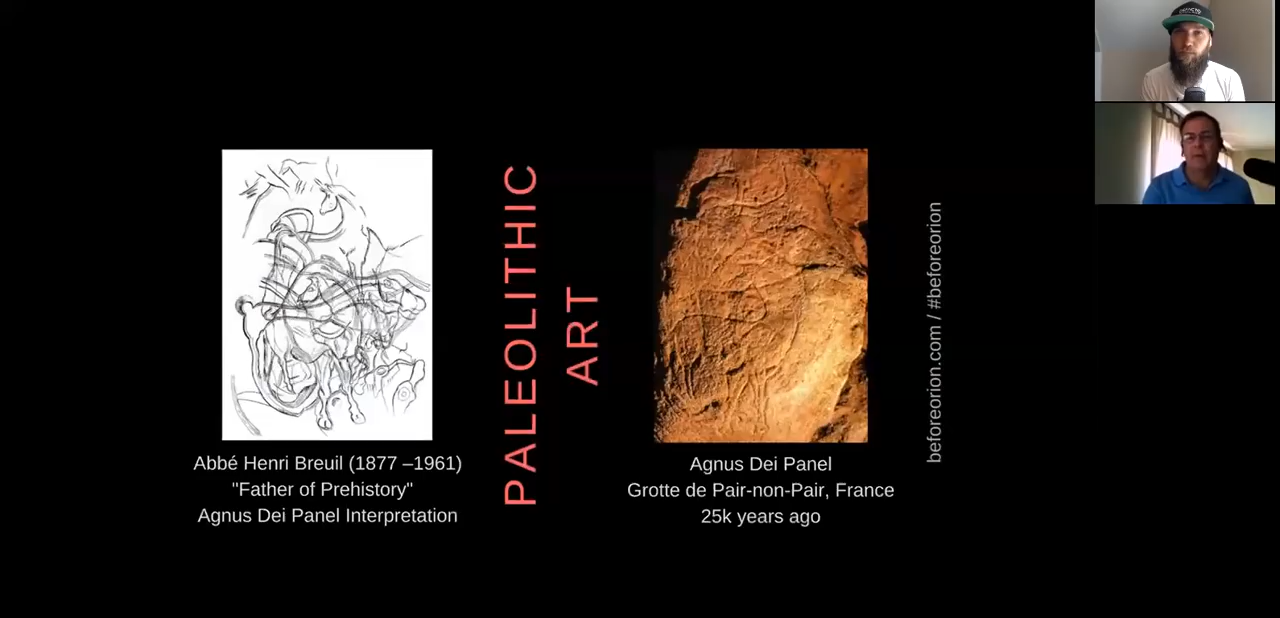 Abbé Henri Breuil (1877 –1961)
"Father of Prehistory"
Agnus Dei Panel Interpretation
PALEOLITHIC
ART
Agnus Dei Panel
Grotte de Pair-non-Pair, France
25k years ago
beforeorion.com / #beforeorion